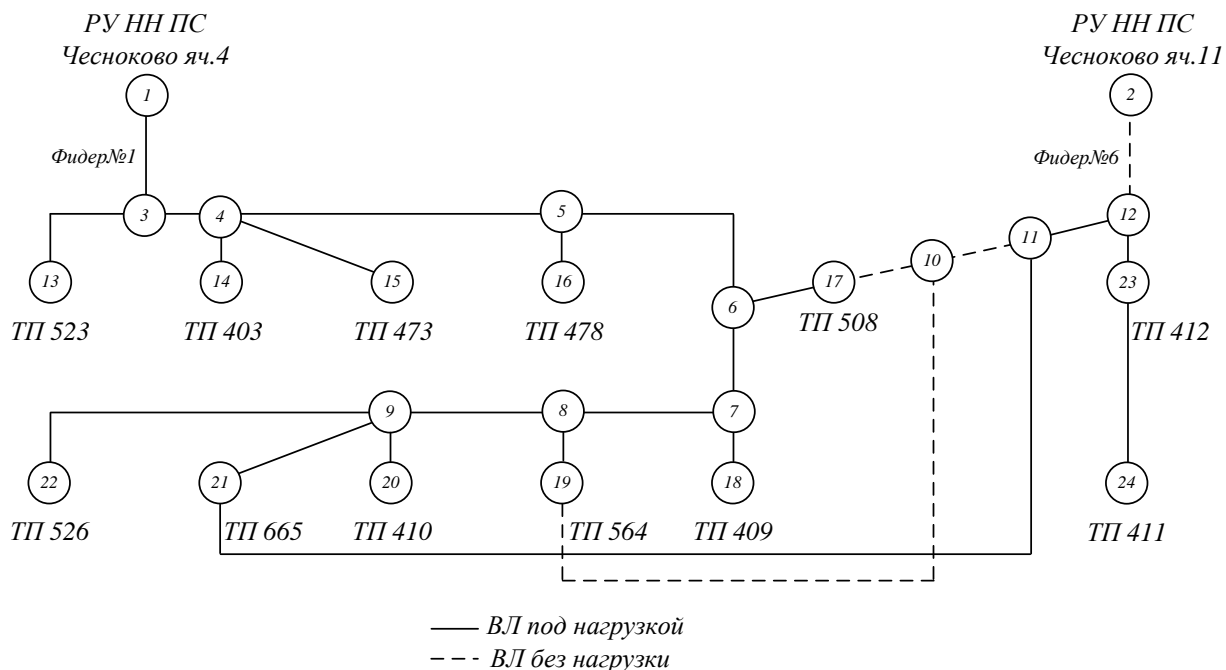 РУ НН ПС
Чесноково яч.4
РУ НН ПС
Чесноково яч.11
1
2
Фидер№1
Фидер№6
3
4
5
12
11
10
13
14
15
16
17
23
6
ТП 523
ТП 403
ТП 473
ТП 478
ТП 508
ТП 412
9
8
7
22
21
20
19
18
24
ТП 526
ТП 665
ТП 410
ТП 564
ТП 409
ТП 411
ВЛ под нагрузкой
ВЛ без нагрузки